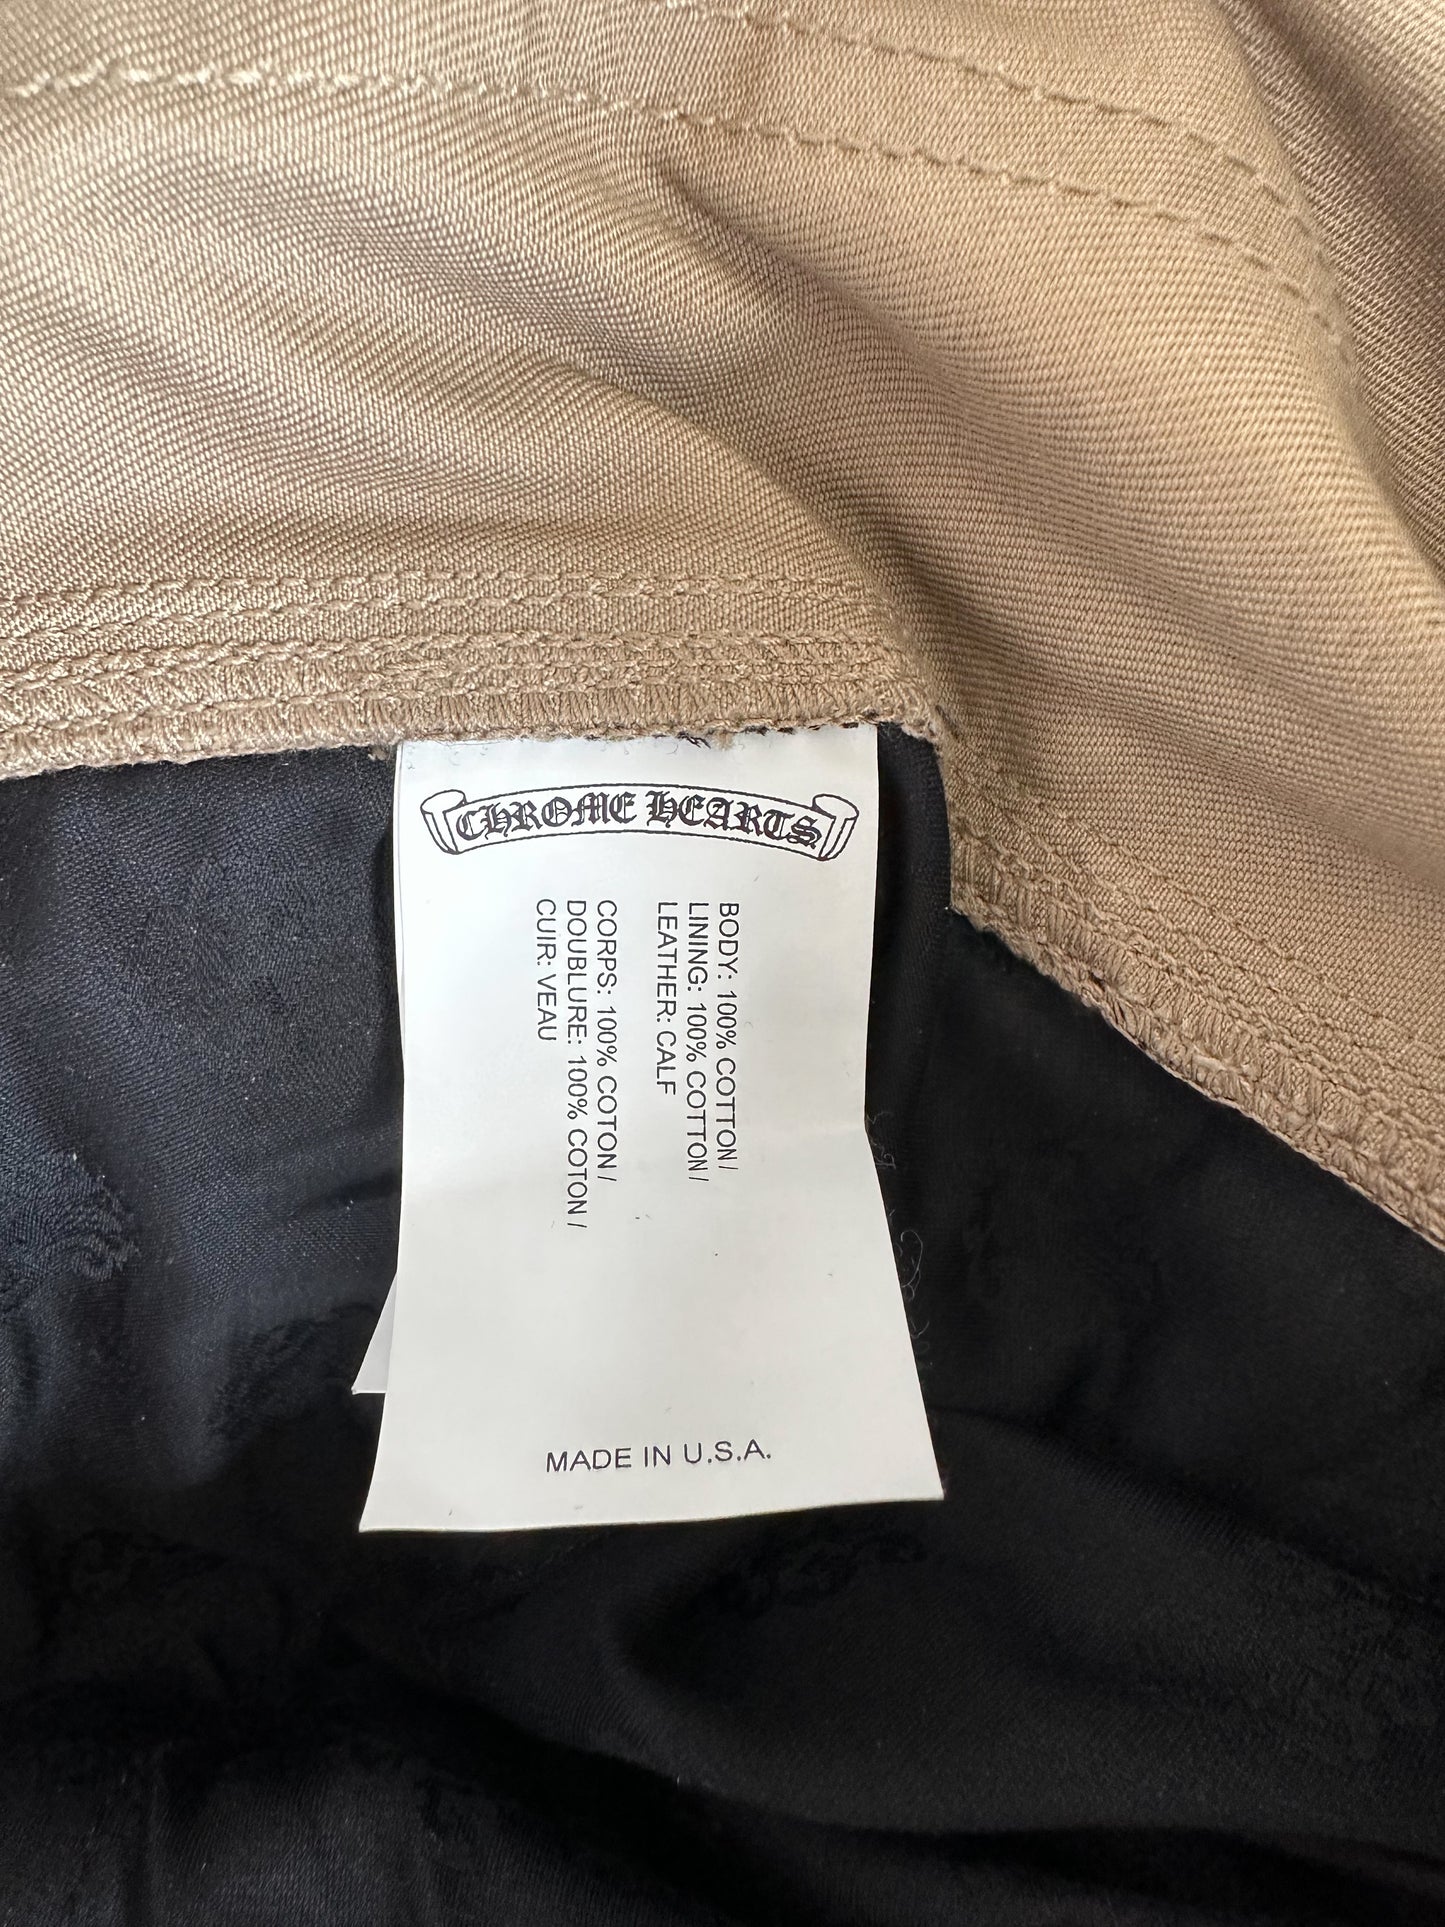 CHROME HEARTS
BODY: 100% COTTON /
LINING: 100% COTTON /
LEATHER: CALF
CORPS: 100% COTON /
DOUBLURE: 100% COTON /
CUIR: VEAU
MADE IN U.S.A.